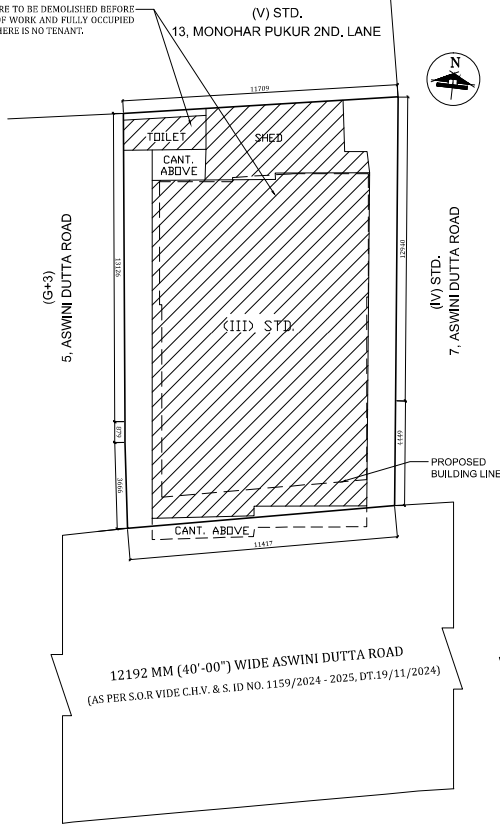 RE TO BE DEMOLISHED BEFORE
OF WORK AND FULLY OCCUPIED
HERE IS NO TENANT.
(V) STD.
13, MONOHAR PUKUR 2ND. LANE
N
11709
TOILET
SHED
CANT.
ABOVE
(G+3)
5, ASWINI DUTTA ROAD
13126
12940
(IV) STD.
7, ASWINI DUTTA ROAD
(III) STD.
879
3666
4449
PROPOSED
BUILDING LINE
CANT. ABOVE
11417
12192 MM (40'-00") WIDE ASWINI DUTTA ROAD
(AS PER S.O.R VIDE C.H.V. & S. ID NO. 1159/2024 - 2025, DT.19/11/2024)